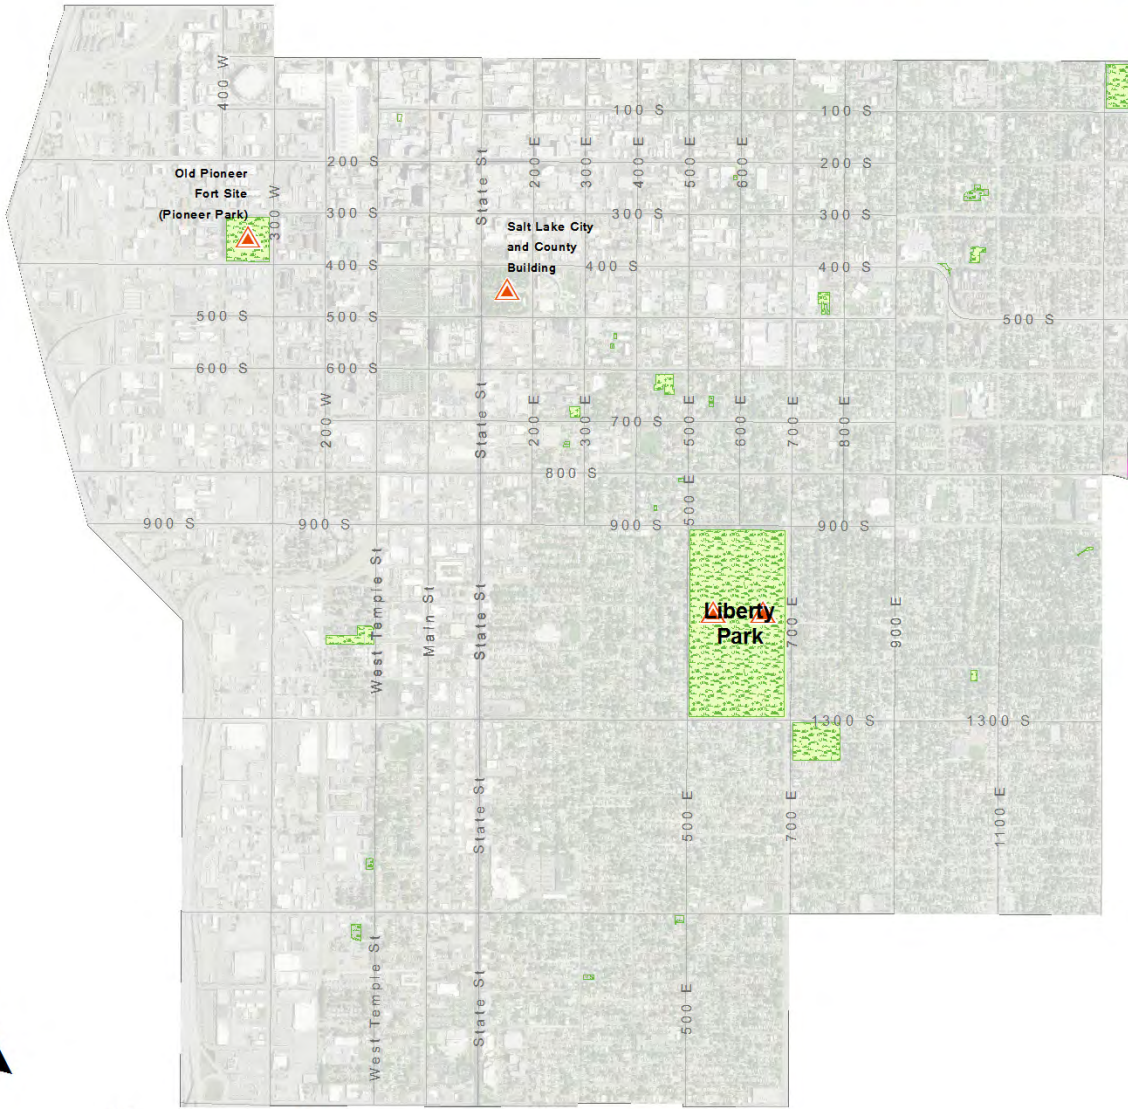 400 W
100 S
100 S
200 S
200 S
Old Pioneer
Fort Site
(Pioneer Park)
300 W
300 S
State St
200 E
300 E
400 E
500 E
600 E
300 S
300 S
Salt Lake City
and County
Building
400 S
400 S
400 S
500 S
500 S
500 S
600 S
600 S
200 W
State St
200 E
300 E
700 S
500 E
600 E
700 E
800 E
800 S
500 E
900 S
900 S
900 S
900 S
West Temple St
Main St
State St
Liberty
Park
700 E
900 E
1300 S
1300 S
State St
500 E
700 E
1100 E
West Temple St
State St
500 E